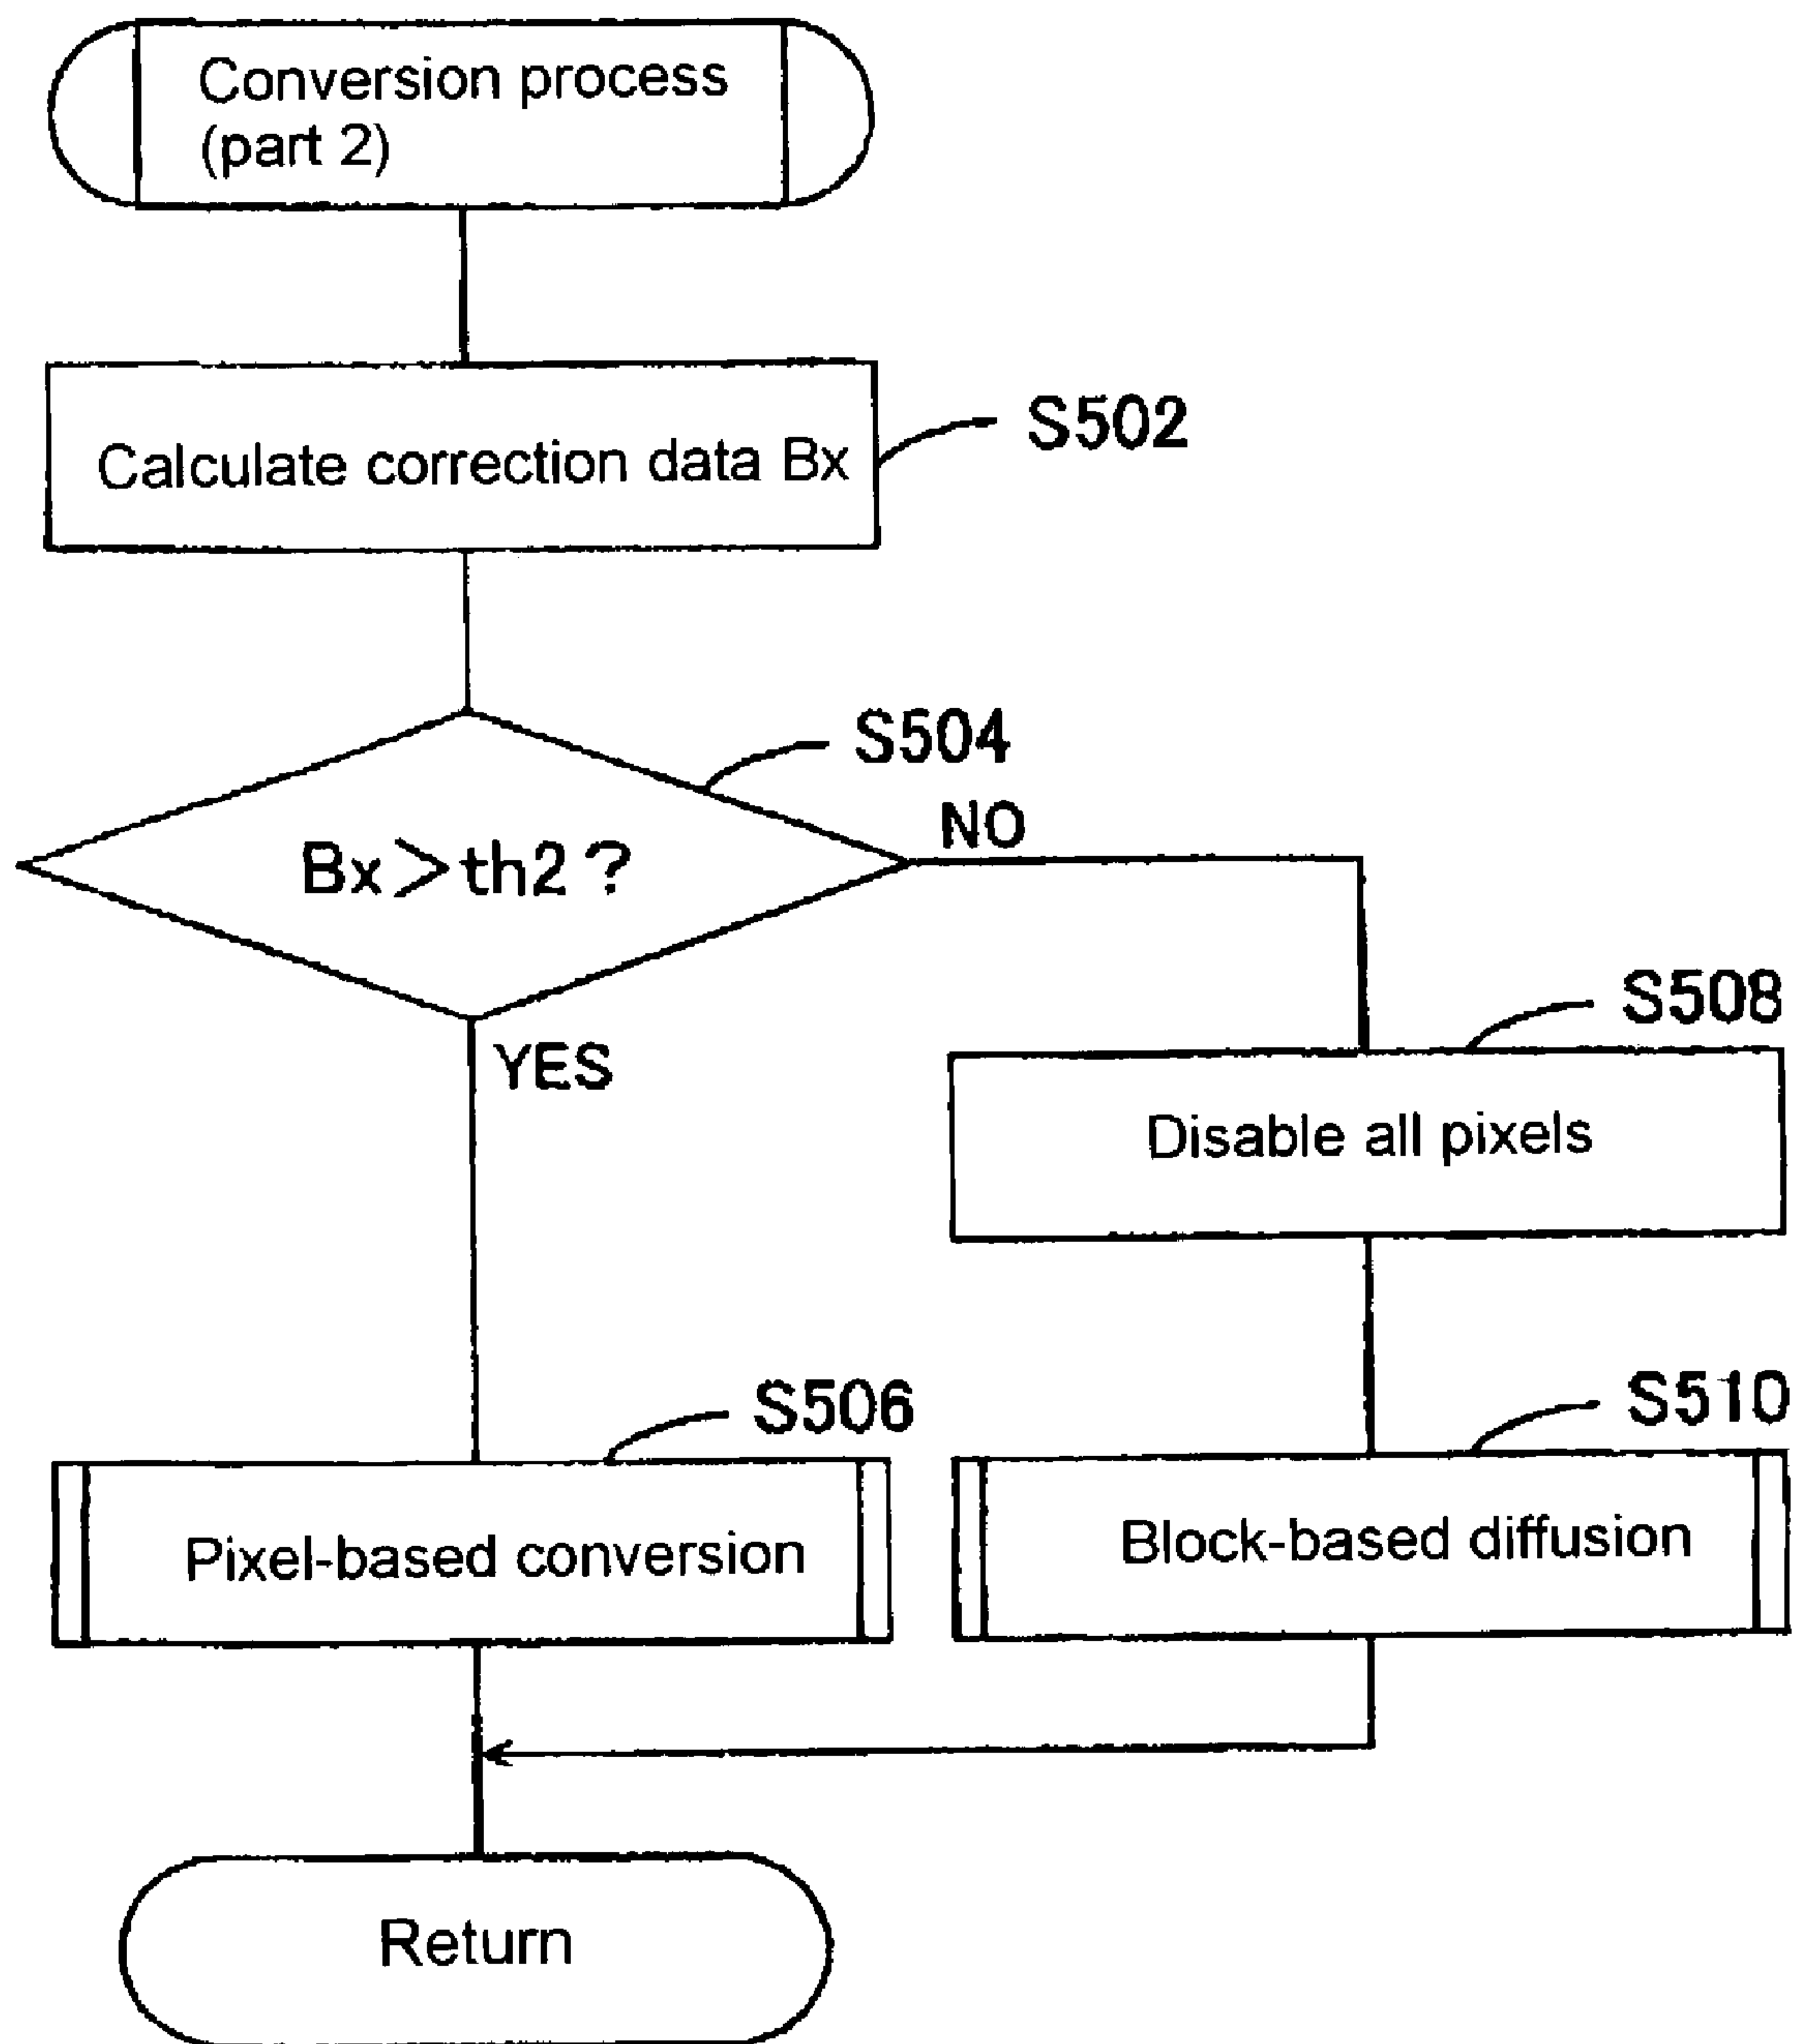 Conversion process
(part 2)
Calculate correction data Bx
S502
S504
Bx>th2?
NO
YES
S508
Disable all pixels
S506
S510
Pixel-based conversion
Block-based diffusion
Return